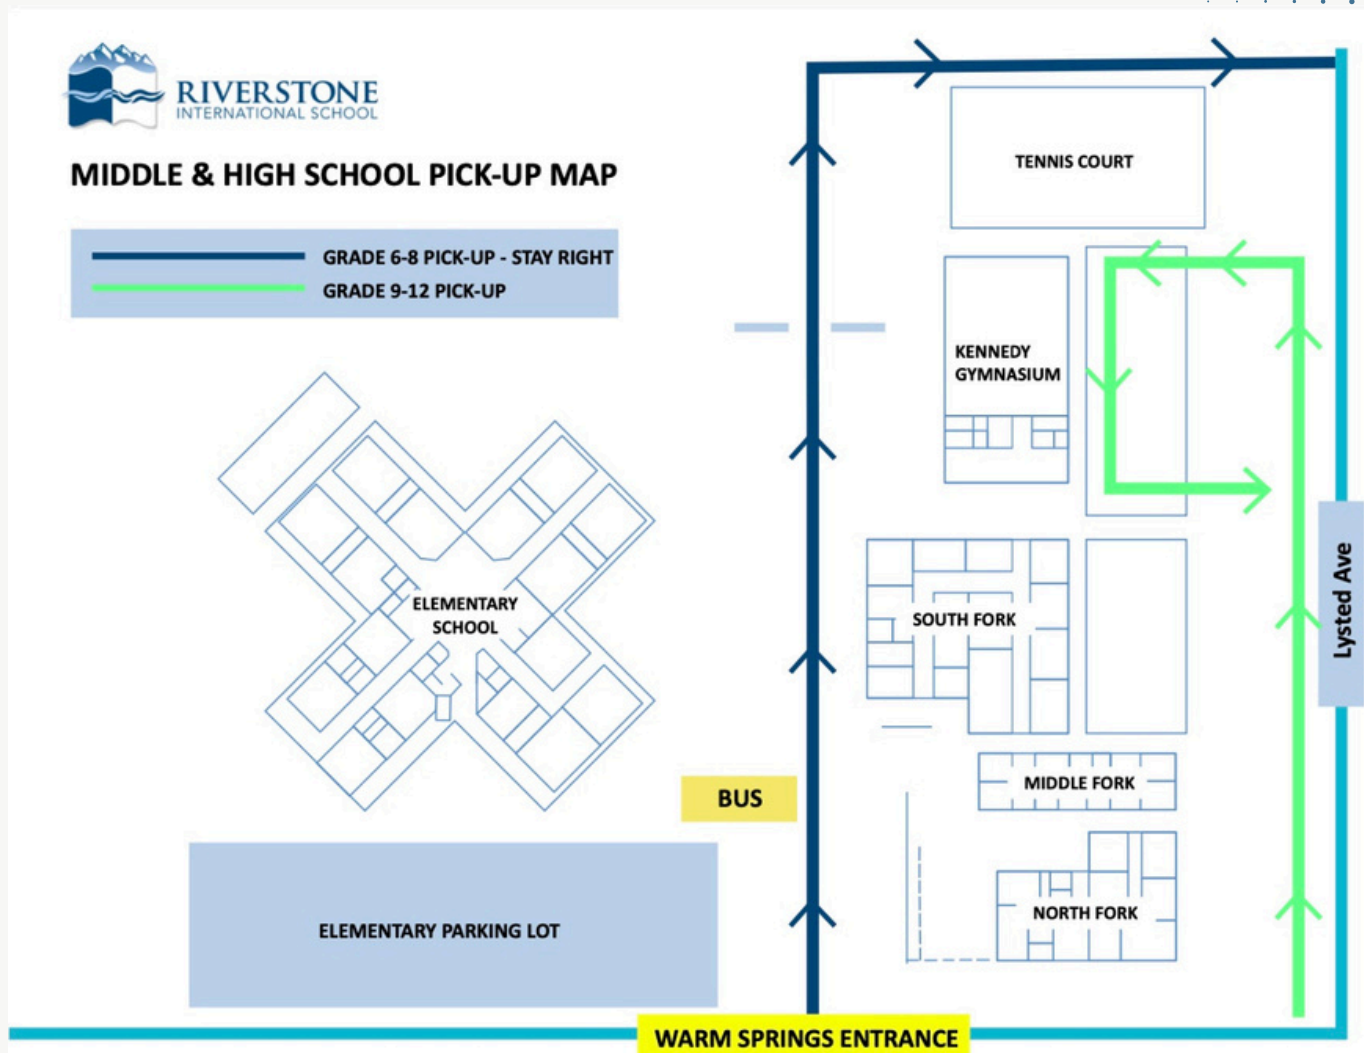 RIVERSTONE
INTERNATIONAL SCHOOL
MIDDLE & HIGH SCHOOL PICK-UP MAP
GRADE 6-8 PICK-UP - STAY RIGHT
GRADE 9-12 PICK-UP
TENNIS COURT
KENNEDY
GYMNASIUM
ELEMENTARY
SCHOOL
SOUTH FORK
Lysted Ave
MIDDLE FORK
BUS
NORTH FORK
ELEMENTARY PARKING LOT
WARM SPRINGS ENTRANCE